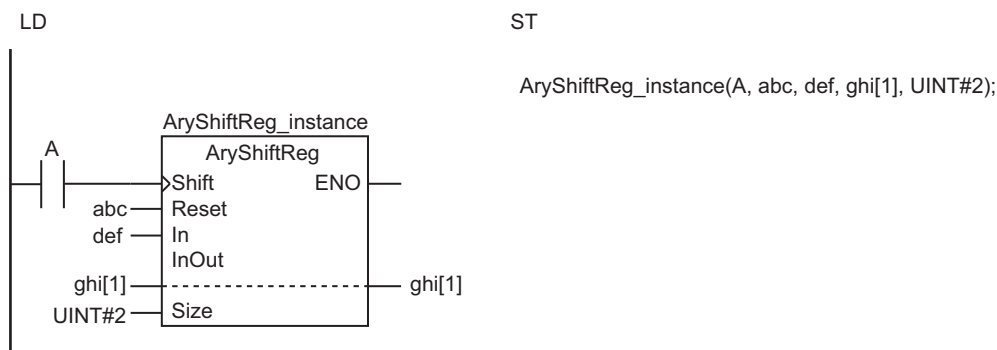 LD
ST
AryShiftReg_instance(A, abc, def, ghi[1], UINT#2);
AryShiftReg_instance
A
AryShiftReg
Shift ENO
abc Reset
def In
InOut
ghi[1] ghi[1]
UINT#2 Size